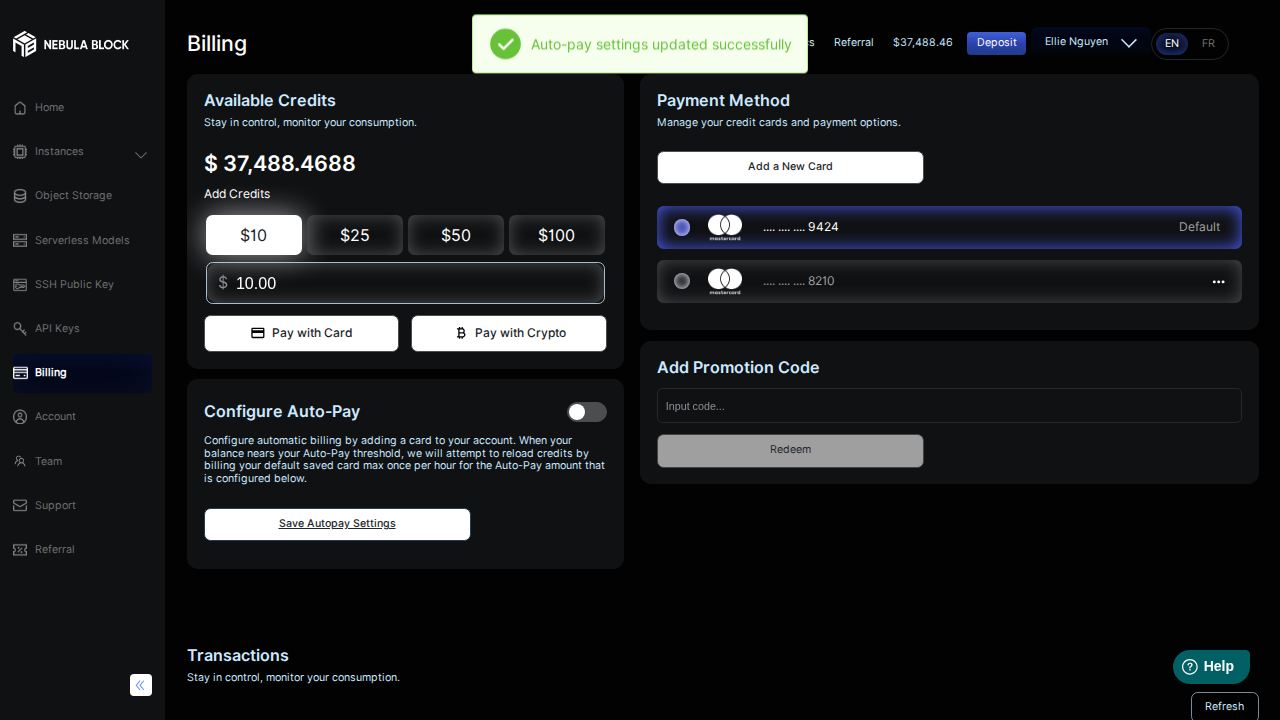 NEBULA BLOCK
Home
Instances
Object Storage
Serverless Models
SSH Public Key
API Keys
Billing
Account
Team
Support
Referral
Billing
Auto-pay settings updated successfully
Referral
$37,488.46
Deposit
Ellie Nguyen
EN
FR
Available Credits
Stay in control, monitor your consumption.
$ 37,488.4688
Add Credits
$10
$25
$50
$100
$ 10.00
Pay with Card
Pay with Crypto
Configure Auto-Pay
Configure automatic billing by adding a card to your account. When your
balance nears your Auto-Pay threshold, we will attempt to reload credits by
billing your default saved card max once per hour for the Auto-Pay amount that
is configured below.
Save Autopay Settings
Payment Method
Manage your credit cards and payment options.
Add a New Card
mastercard
.... .... .... 9424
Default
mastercard
.... .... .... 8210
Add Promotion Code
Input code...
Redeem
Transactions
Stay in control, monitor your consumption.
Help
Refresh